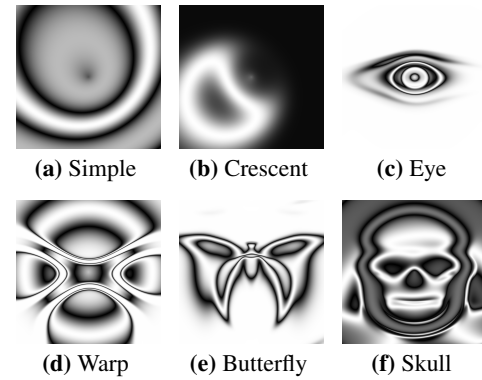 (a) Simple
(b) Crescent
(c) Eye
(d) Warp
(e) Butterfly
(f) Skull